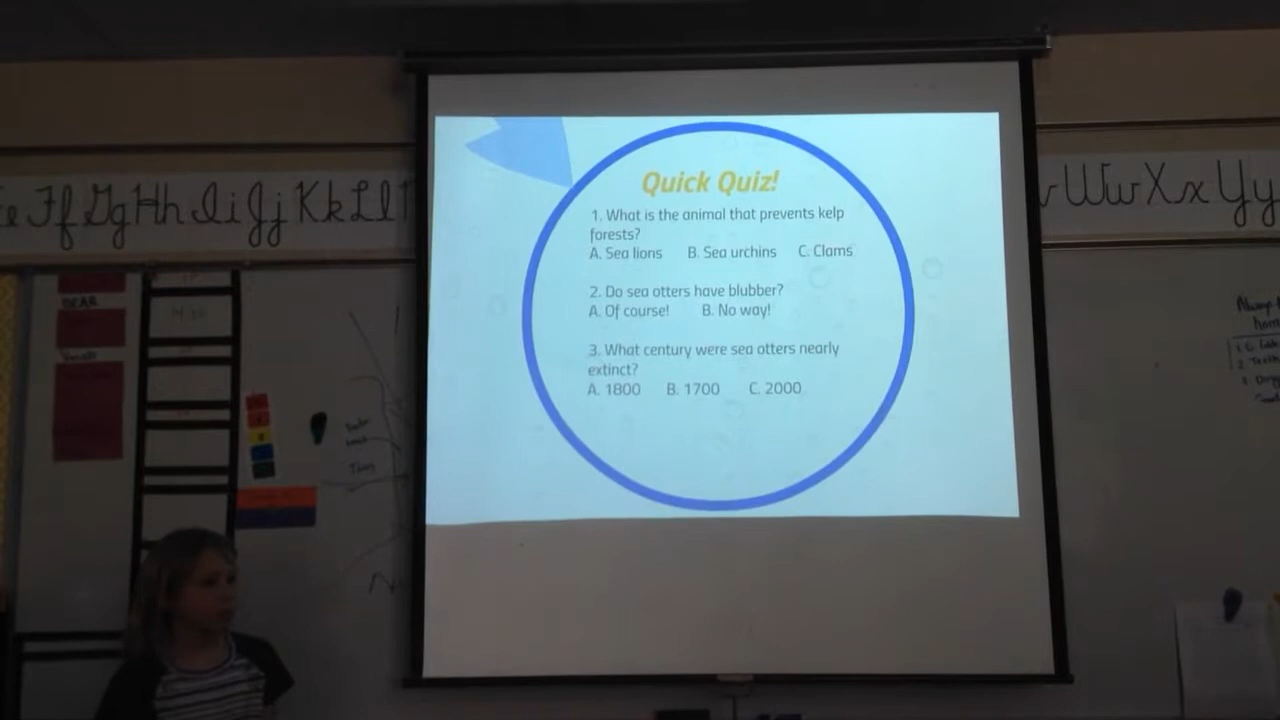 Ff Gg Hh Ii Jj Kk Ll
Ww Xx Yy
DEAR
Quick Quiz!
1. What is the animal that prevents kelp
forests?
A. Sea lions B. Sea urchins C. Clams
2. Do sea otters have blubber?
A. Of course! B. No way!
3. What century were sea otters nearly
extinct?
A. 1800 B. 1700 C. 2000